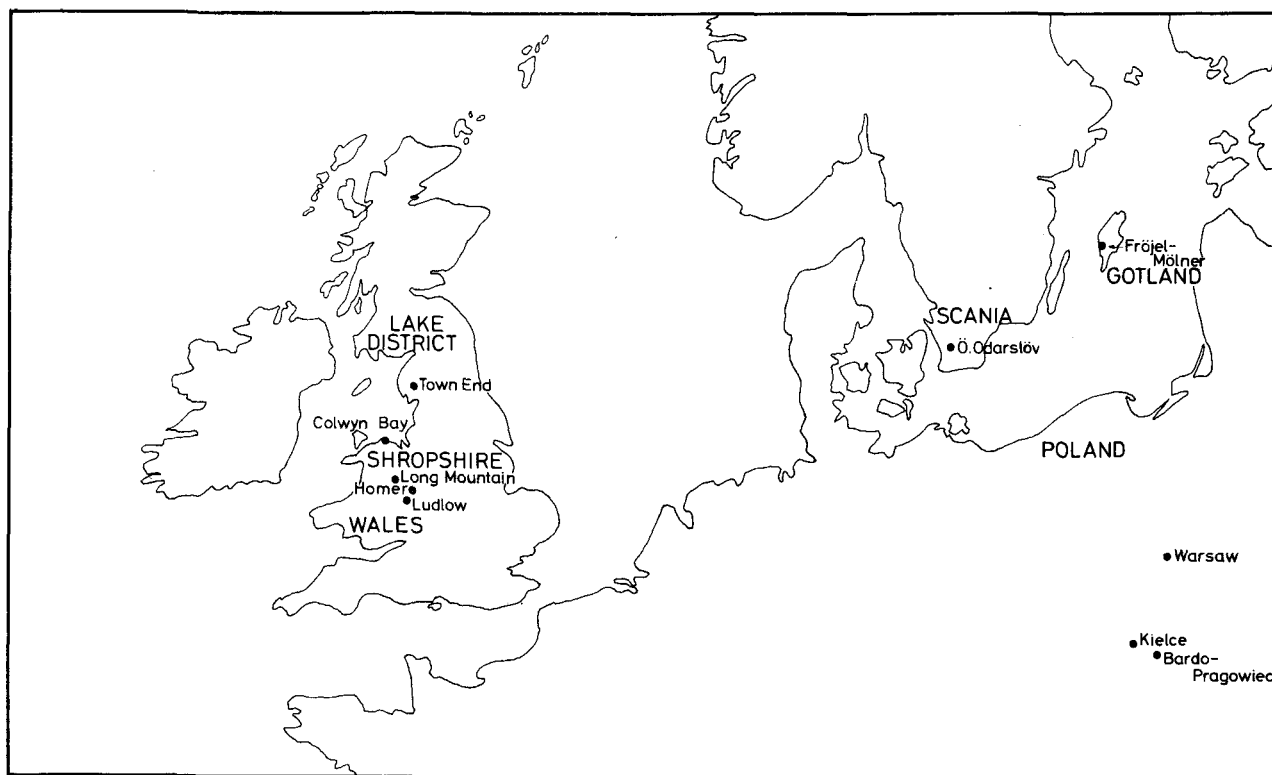 Fröjel-
Mölner
GOTLAND
SCANIA
Ö.Odarslöv
LAKE
DISTRICT
Town End
Colwyn Bay
SHROPSHIRE
Long Mountain
Homer
Ludlow
WALES
POLAND
Warsaw
Kielce
Bardo-
Pragowiec